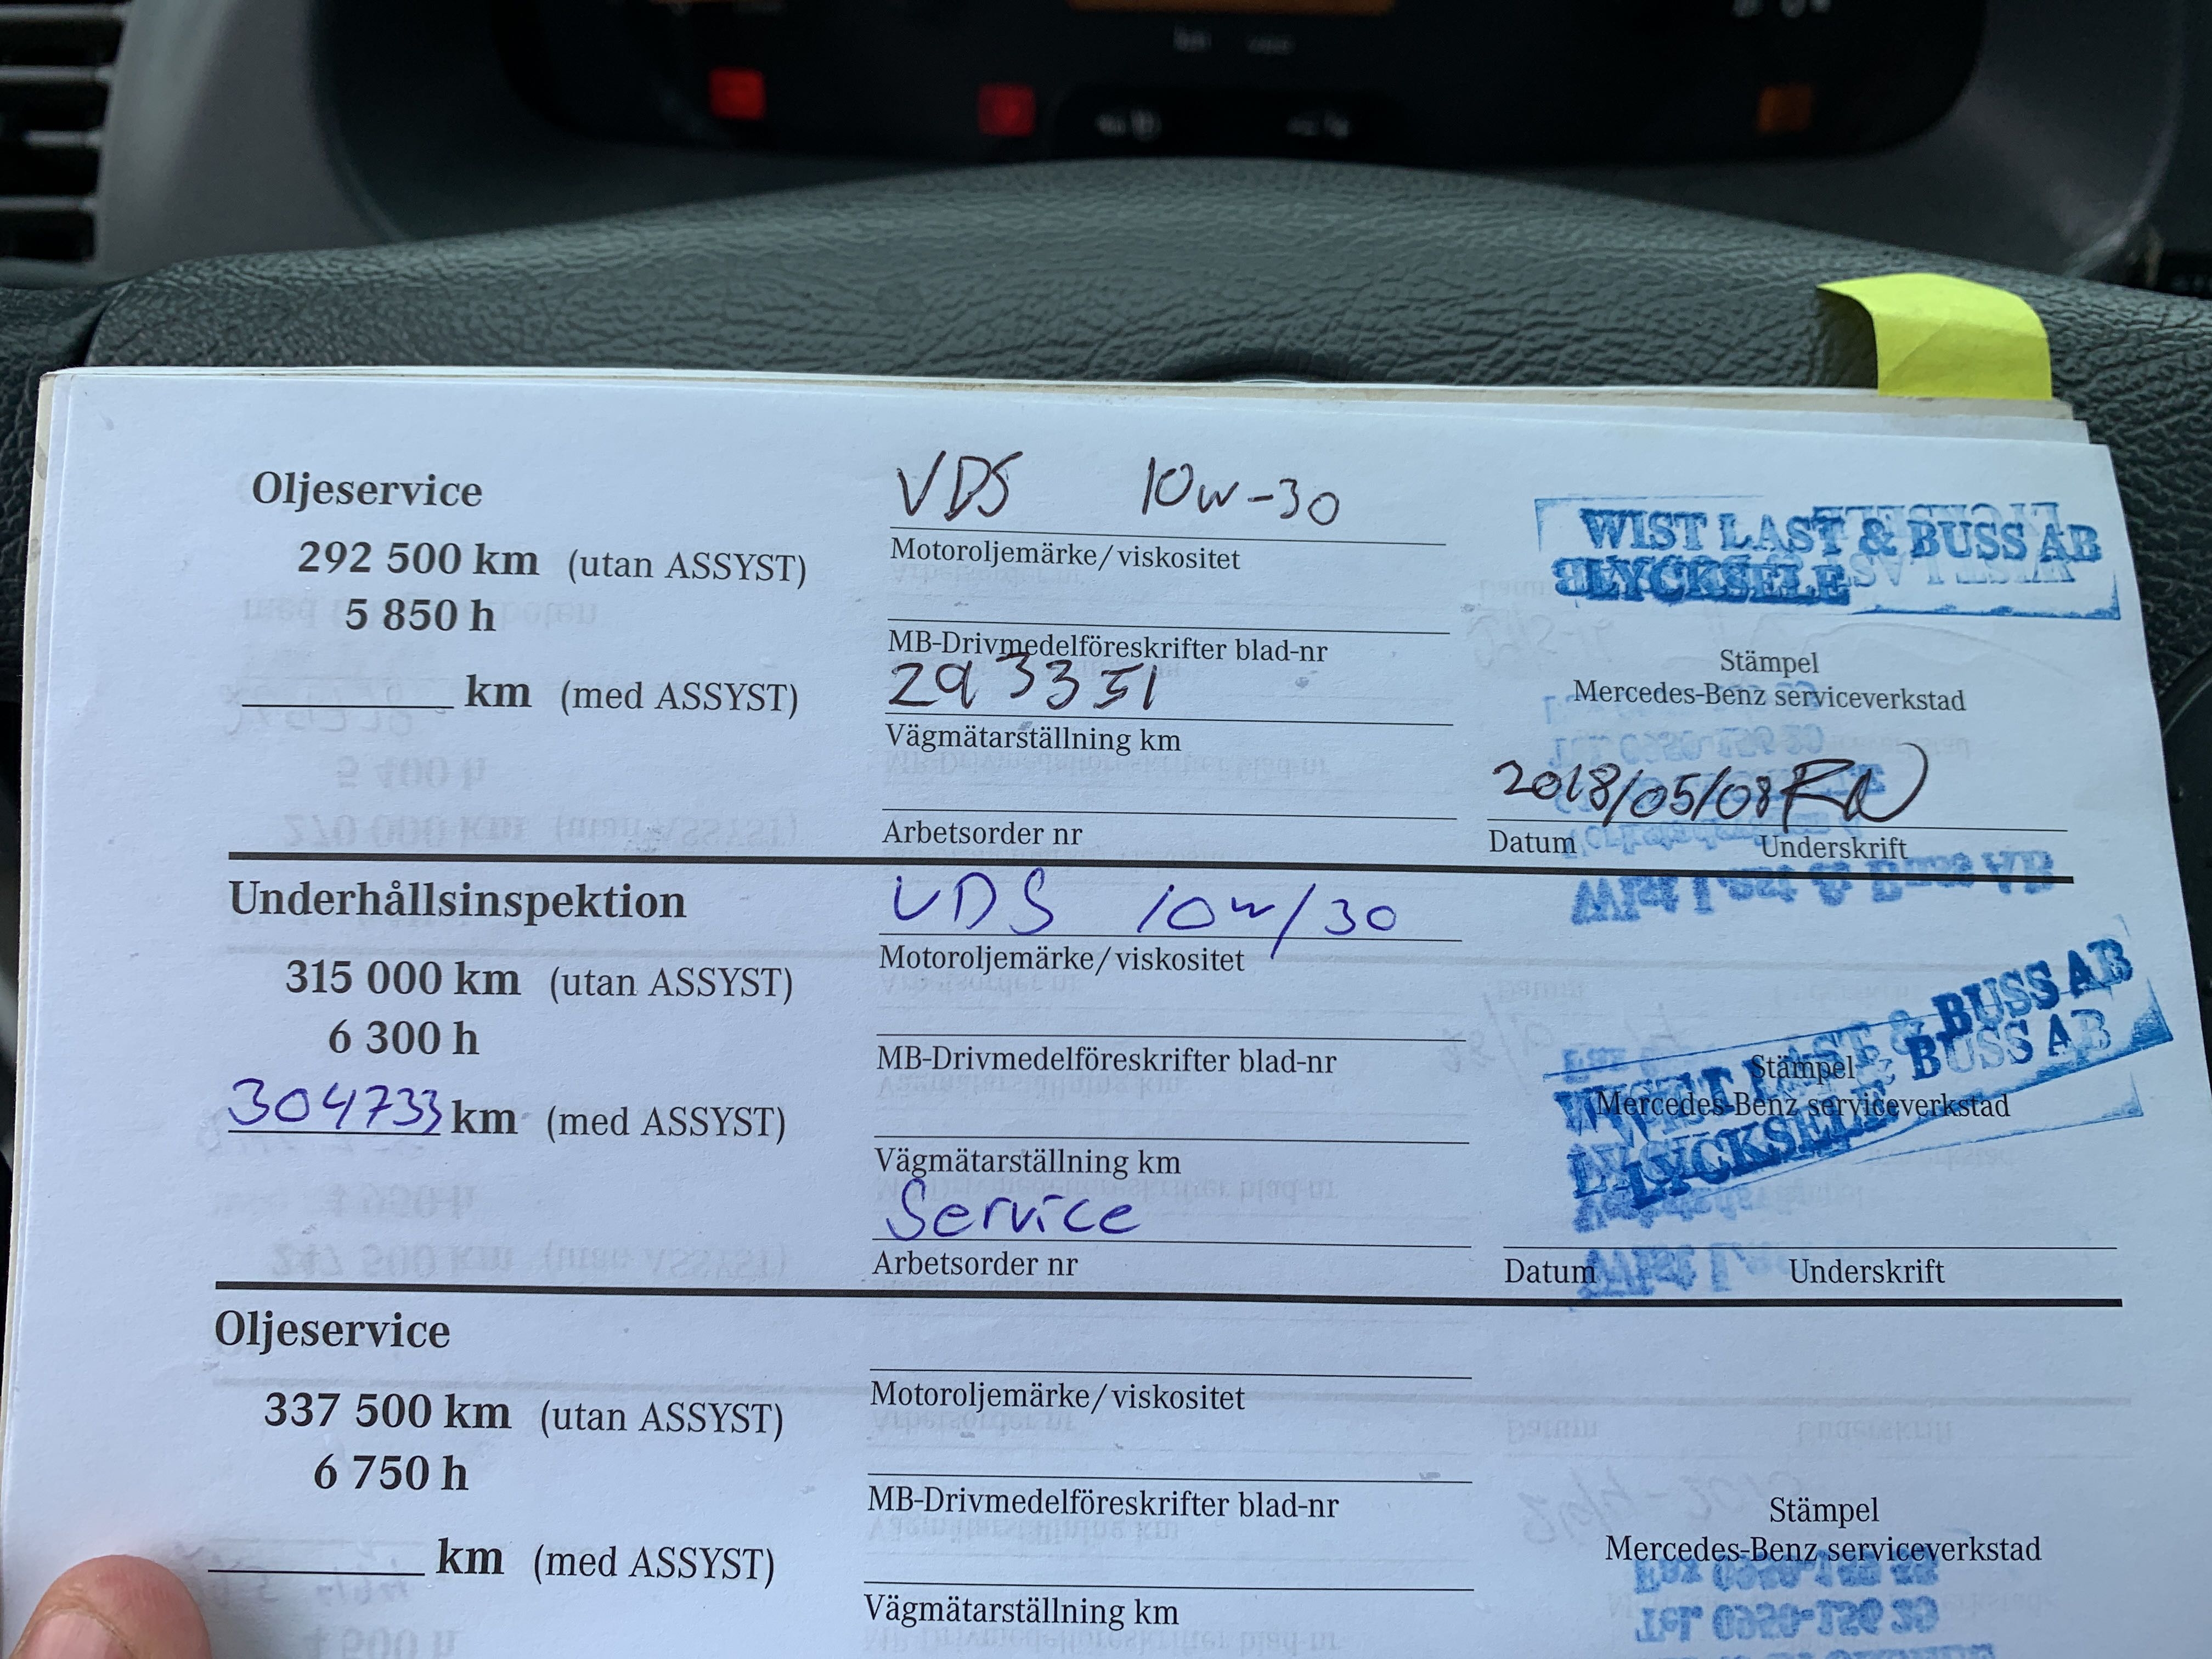 Oljeservice
292 500 km (utan ASSYST)
5 850 h
km (med ASSYST)
VDS 10w-30
Motoroljemärke/viskositet
MB-Drivmedelföreskrifter blad-nr
293351
Vägmätarställning km
Arbetsorder nr
WIST LAST & BUSS AB
LYCKSELE
Stämpel
Mercedes-Benz serviceverkstad
2018/05/08
Datum Underskrift
Underhållsinspektion
315 000 km (utan ASSYST)
6 300 h
304733 km (med ASSYST)
VDS 10w/30
Motoroljemärke/viskositet
MB-Drivmedelföreskrifter blad-nr
Vägmätarställning km
Service
Arbetsorder nr
WIST LAST & BUSS AB
BUSS AB
LYCKSELE
Stämpel
Mercedes-Benz serviceverkstad
Datum Underskrift
Oljeservice
337 500 km (utan ASSYST)
6 750 h
km (med ASSYST)
Motoroljemärke/viskositet
MB-Drivmedelföreskrifter blad-nr
Vägmätarställning km
Stämpel
Mercedes-Benz serviceverkstad